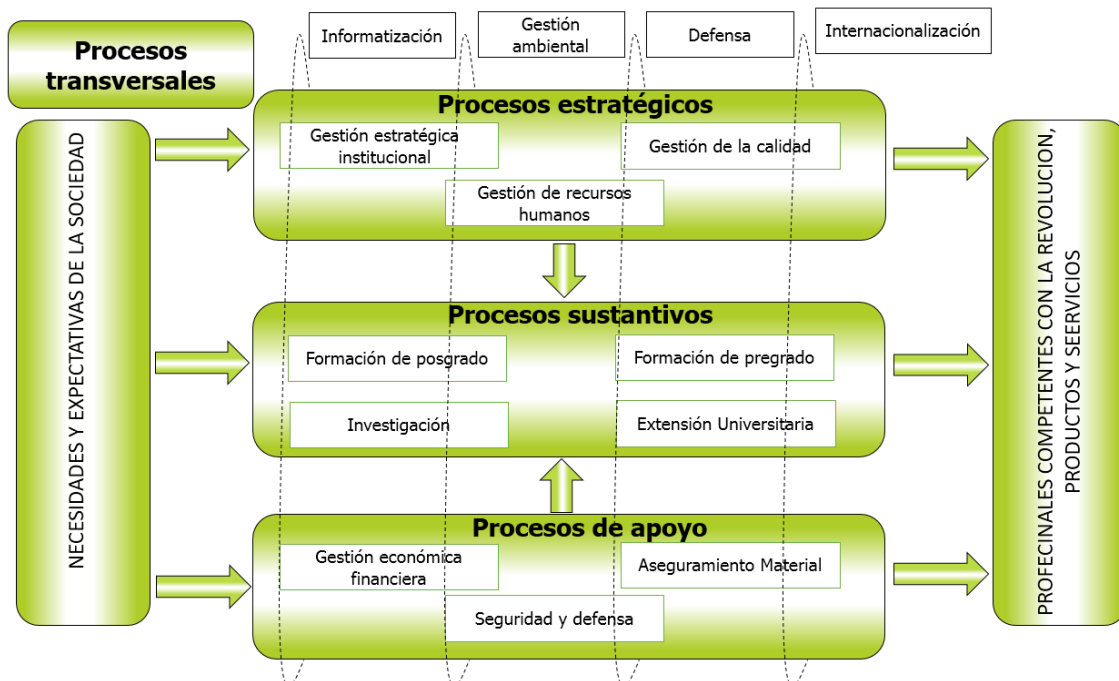 Informatización
Gestión
ambiental
Defensa
Internacionalización
Procesos
transversales
Procesos estratégicos
Gestión estratégica
institucional
Gestión de la calidad
Gestión de recursos
humanos
NECESIDADES Y EXPECTATIVAS DE LA SOCIEDAD
Procesos sustantivos
Formación de posgrado
Formación de pregrado
Investigación
Extensión Universitaria
Procesos de apoyo
Gestión económica
financiera
Aseguramiento Material
Seguridad y defensa
PROFECINALES COMPETENTES CON LA REVOLUCION,
PRODUCTOS Y SERVICIOS